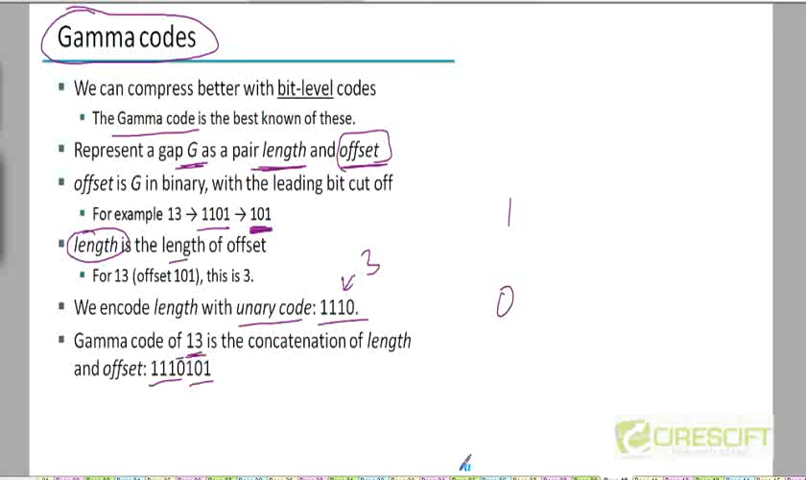 Gamma codes
▪ We can compress better with bit-level codes
▪ The Gamma code is the best known of these.
▪ Represent a gap G as a pair length and offset
▪ offset is G in binary, with the leading bit cut off
▪ For example 13 → 1101 → 101
1
▪ length is the length of offset
3
▪ For 13 (offset 101), this is 3.
▪ We encode length with unary code: 1110.
0
▪ Gamma code of 13 is the concatenation of length
and offset: 1110101